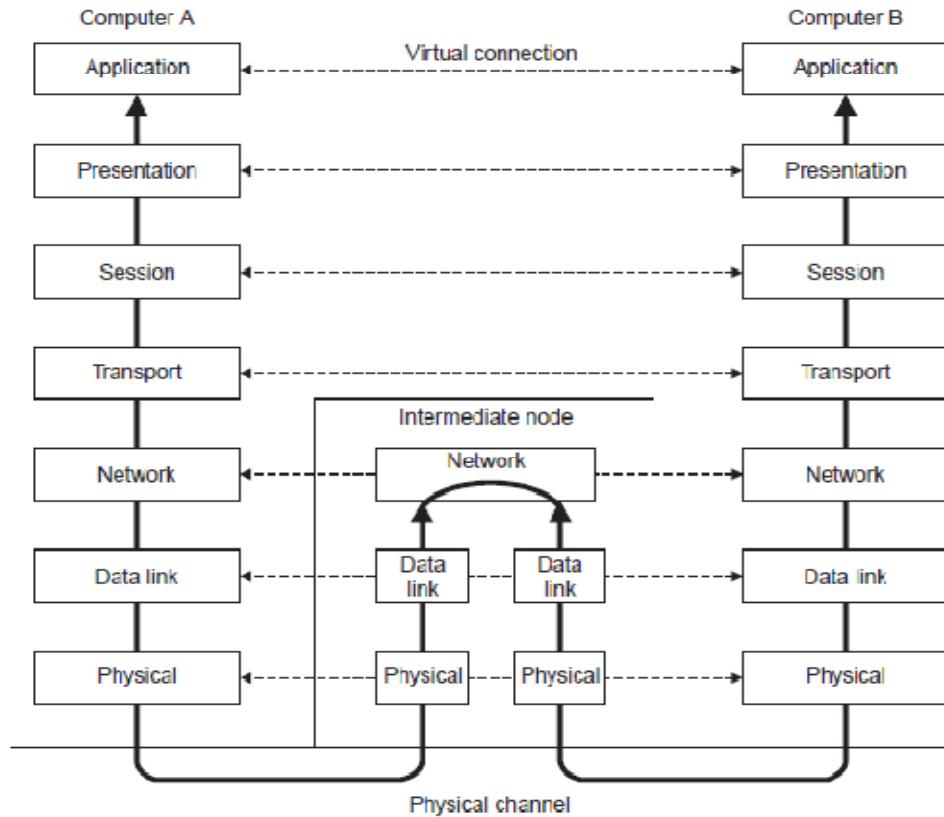 Computer A
Computer B
Application
Virtual connection
Application
Presentation
Presentation
Session
Session
Transport
Transport
Intermediate node
Network
Network
Network
Data link
Data
link
Data
link
Data link
Physical
Physical
Physical
Physical
Physical channel